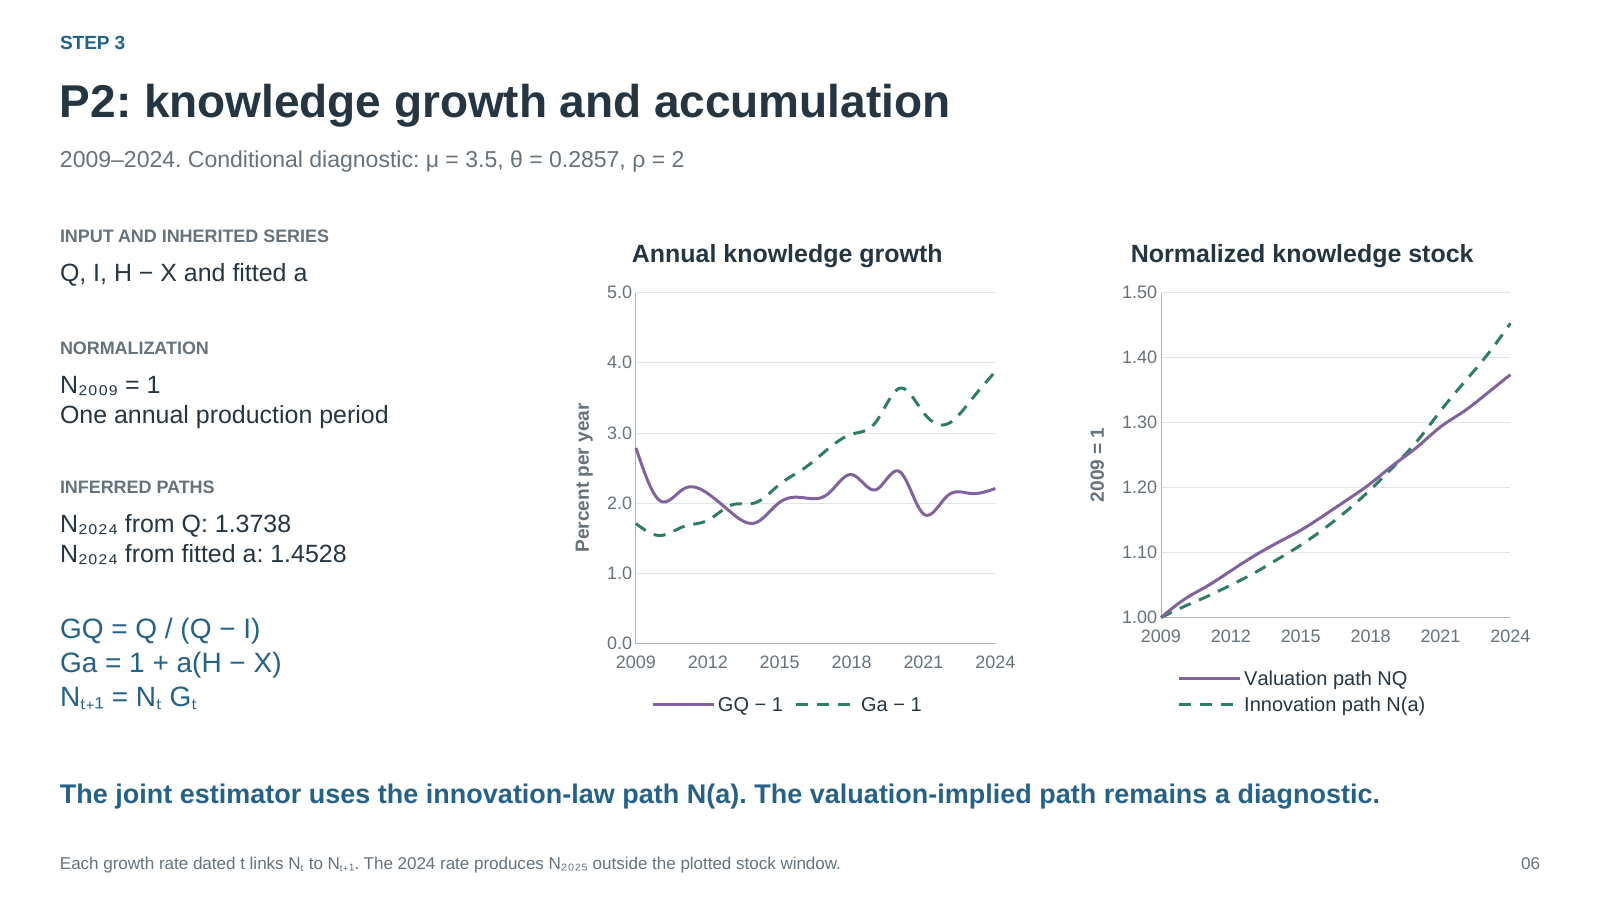 STEP 3
P2: knowledge growth and accumulation
2009–2024. Conditional diagnostic: μ = 3.5, θ = 0.2857, ρ = 2
INPUT AND INHERITED SERIES
Q, I, H − X and fitted a
NORMALIZATION
N₂₀₀₉ = 1
One annual production period
INFERRED PATHS
N₂₀₂₄ from Q: 1.3738
N₂₀₂₄ from fitted a: 1.4528
GQ = Q / (Q − I)
Ga = 1 + a(H − X)
Nₜ₊₁ = Nₜ Gₜ
Annual knowledge growth
Percent per year
5.0
4.0
3.0
2.0
1.0
0.0
2009 2012 2015 2018 2021 2024
GQ − 1 Ga − 1
Normalized knowledge stock
2009 = 1
1.50
1.40
1.30
1.20
1.10
1.00
2009 2012 2015 2018 2021 2024
Valuation path NQ
Innovation path N(a)
The joint estimator uses the innovation-law path N(a). The valuation-implied path remains a diagnostic.
Each growth rate dated t links Nₜ to Nₜ₊₁. The 2024 rate produces N₂₀₂₅ outside the plotted stock window.
06